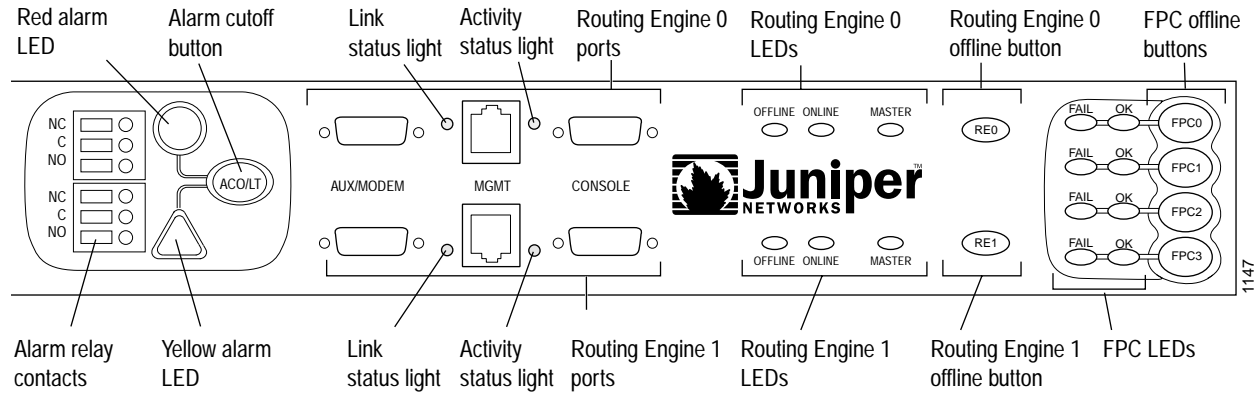 Red alarm
LED
Alarm cutoff
button
Link
status light
Activity
status light
Routing Engine 0
ports
Routing Engine 0
LEDs
Routing Engine 0
offline button
FPC offline
buttons
NC
C
NO
NC
C
NO
ACO/LT
AUX/MODEM
MGMT
CONSOLE
Juniper™
NETWORKS
OFFLINE ONLINE MASTER
OFFLINE ONLINE MASTER
RE0
RE1
FAIL OK FPC0
FAIL OK FPC1
FAIL OK FPC2
FAIL OK FPC3
1147
Alarm relay
contacts
Yellow alarm
LED
Link
status light
Activity
status light
Routing Engine 1
ports
Routing Engine 1
LEDs
Routing Engine 1
offline button
FPC LEDs